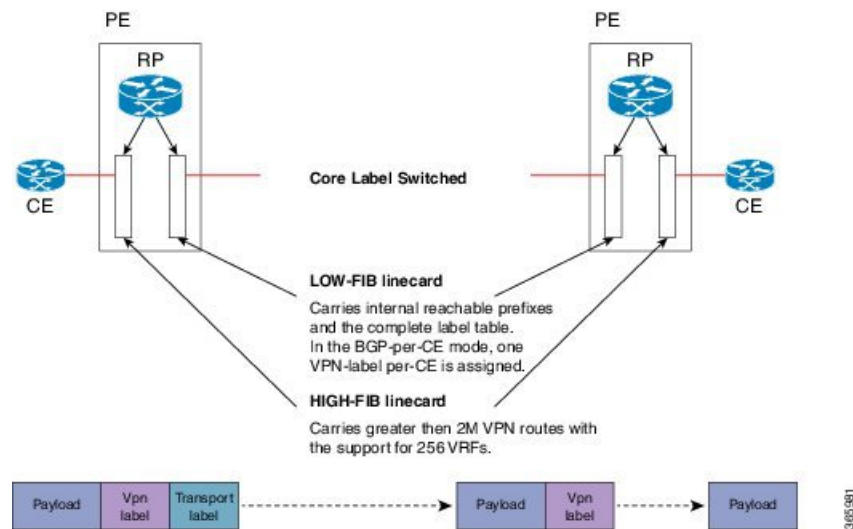 PE
PE
RP
RP
Core Label Switched
CE
CE
LOW-FIB linecard
Carries internal reachable prefixes
and the complete label table.
In the BGP-per-CE mode, one
VPN-label per-CE is assigned.
HIGH-FIB linecard
Carries greater then 2M VPN routes with
the support for 256 VRFs.
Payload
Vpn
label
Transport
label
Payload
Vpn
label
Payload